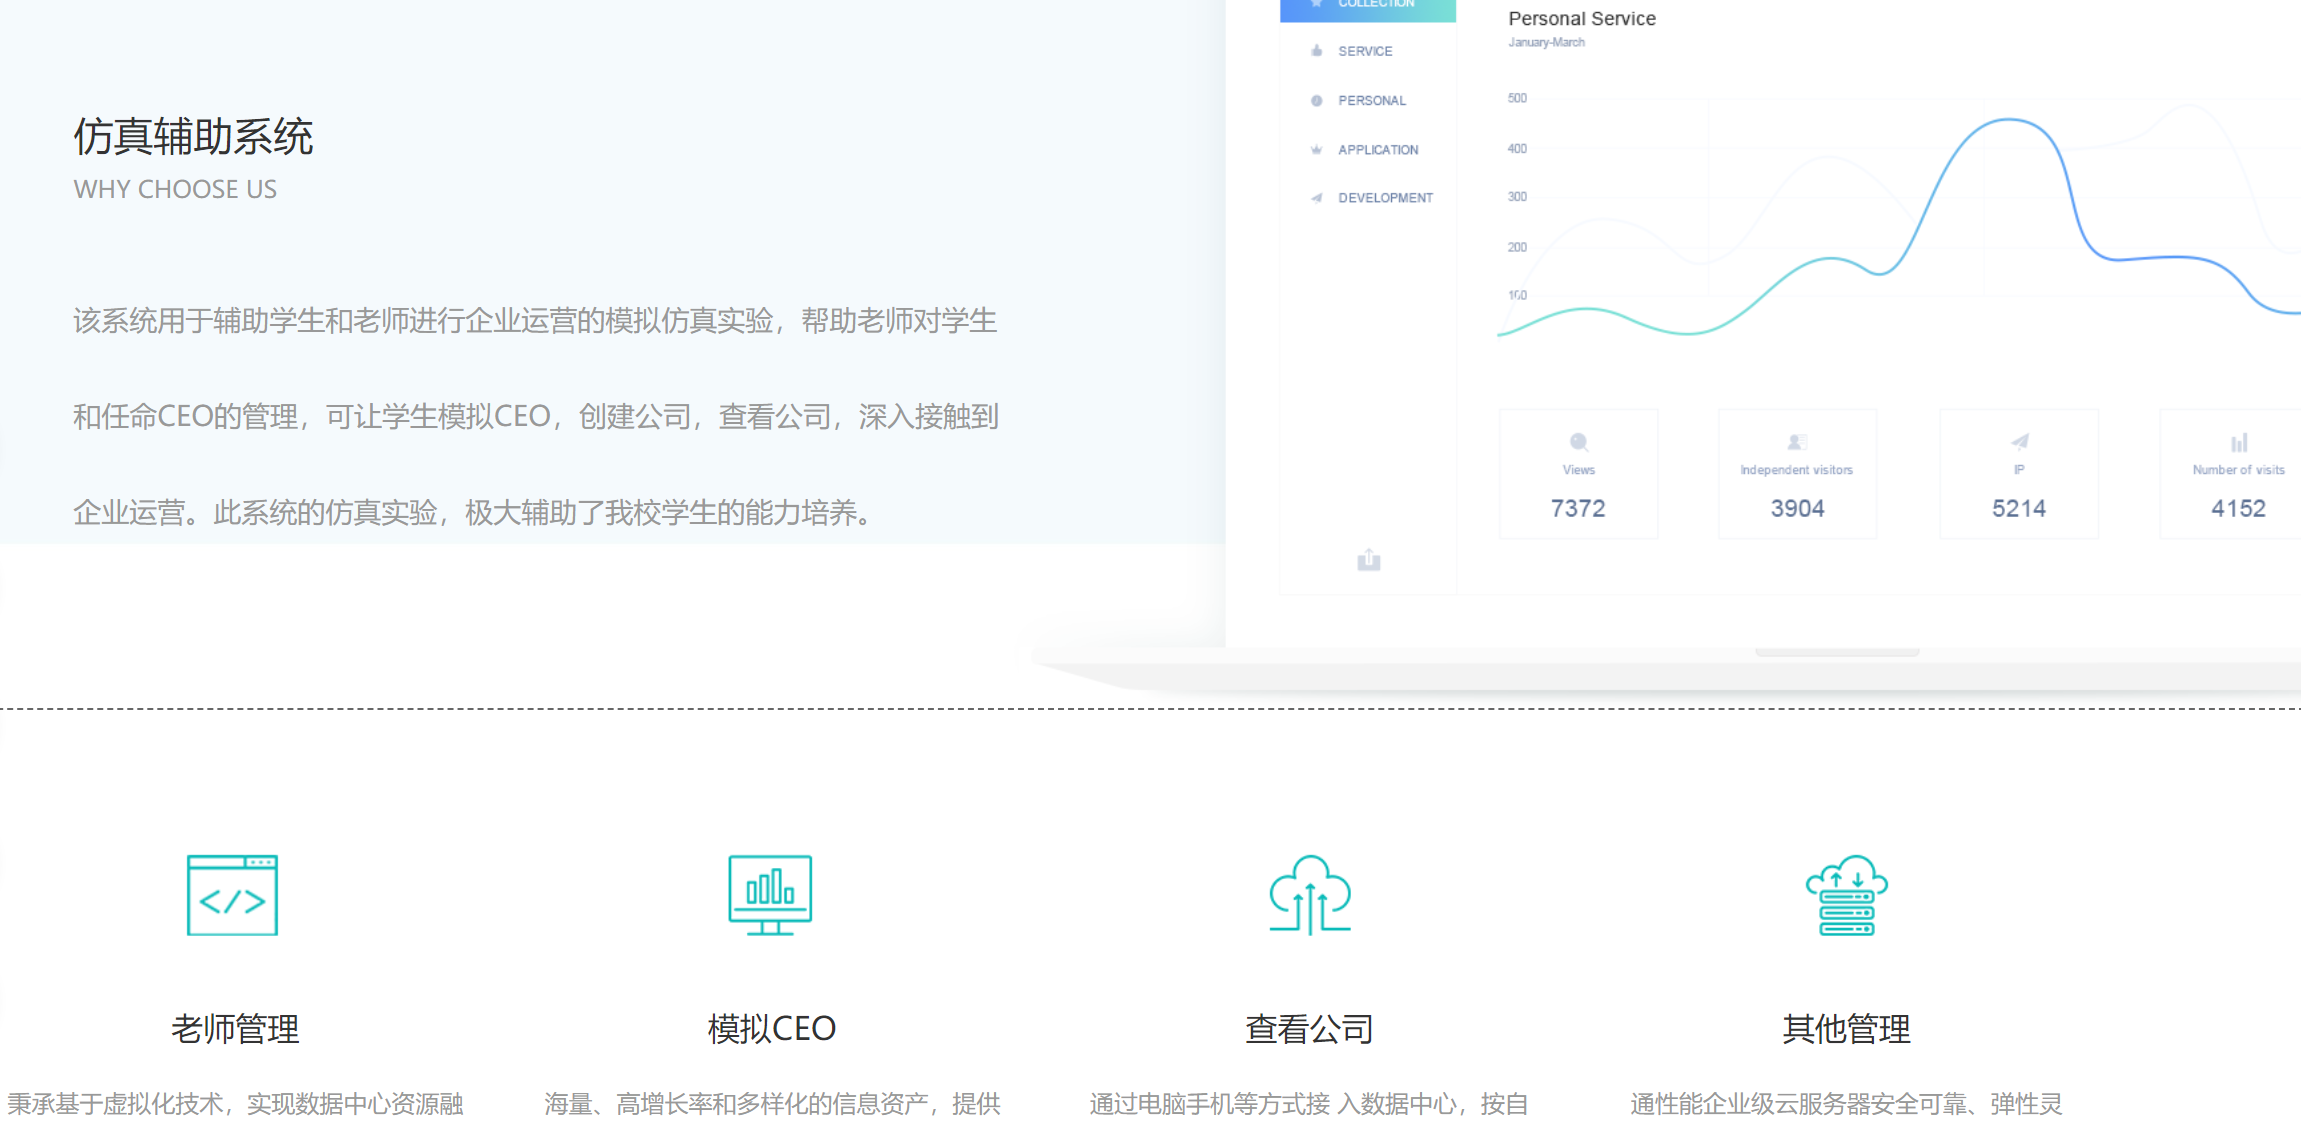 COLLECTION
Personal Service
January-March
SERVICE
PERSONAL
APPLICATION
DEVELOPMENT
500
400
300
200
100
仿真辅助系统
WHY CHOOSE US
该系统用于辅助学生和老师进行企业运营的模拟仿真实验，帮助老师对学生
和任命CEO的管理，可让学生模拟CEO，创建公司，查看公司，深入接触到
企业运营。此系统的仿真实验，极大辅助了我校学生的能力培养。
Views
7372
Independent visitors
3904
IP
5214
Number of visits
4152
老师管理
秉承基于虚拟化技术，实现数据中心资源融
模拟CEO
海量、高增长率和多样化的信息资产，提供
查看公司
通过电脑手机等方式接 入数据中心，按自
其他管理
通性能企业级云服务器安全可靠、弹性灵